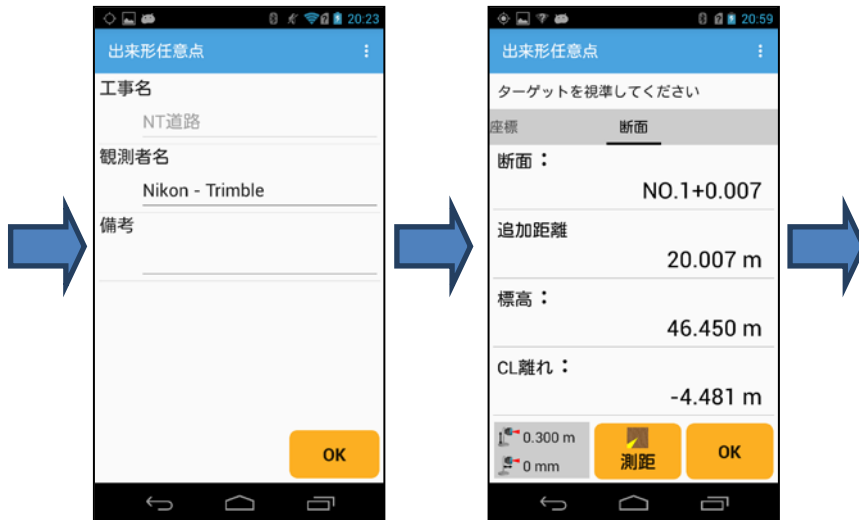 20:23
出来形任意点
工事名
NT道路
観測者名
Nikon - Trimble
備考
OK
20:59
出来形任意点
ターゲットを視準してください
座標 断面
断面：
NO.1+0.007
追加距離
20.007 m
標高：
46.450 m
CL離れ：
-4.481 m
0.300 m
0 mm
測距
OK